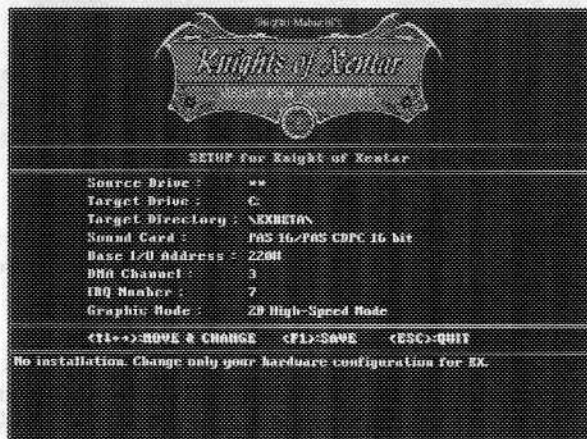 Knights of Xentar
SETUP for Knight of Xentar
Source Drive : **
Target Drive : C:
Target Directory : \KXBETA\
Sound Card : PAS 16/PAS CDPC 16 bit
Base I/O Address : 220H
DMA Channel : 3
IRQ Number : 7
Graphic Mode : 2D High-Speed Mode
<↑↓←→>:MOVE & CHANGE <F1>:SAVE <ESC>:QUIT
No installation. Change only your hardware configuration for KX.